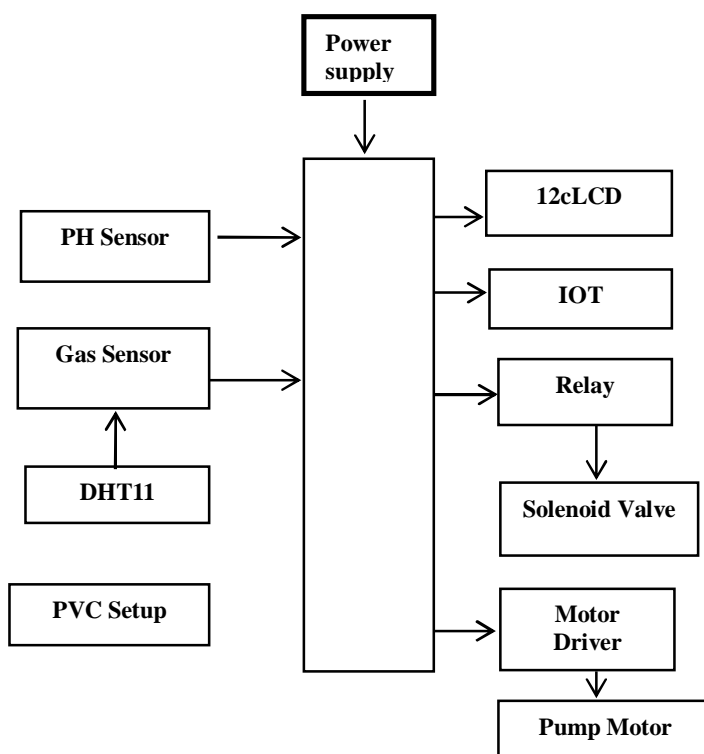 Power
supply
12cLCD
PH Sensor
IOT
Gas Sensor
Relay
DHT11
Solenoid Valve
PVC Setup
Motor
Driver
Pump Motor